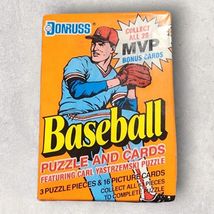 DONRUSS
COLLECT
ALL 26
MVP
BONUS CARDS
Baseball
PUZZLE AND CARDS
FEATURING CARL YASTRZEMSKI PUZZLE
3 PUZZLE PIECES & 16 PICTURE CARDS
COLLECT ALL 63 PIECES
TO COMPLETE PUZZLE